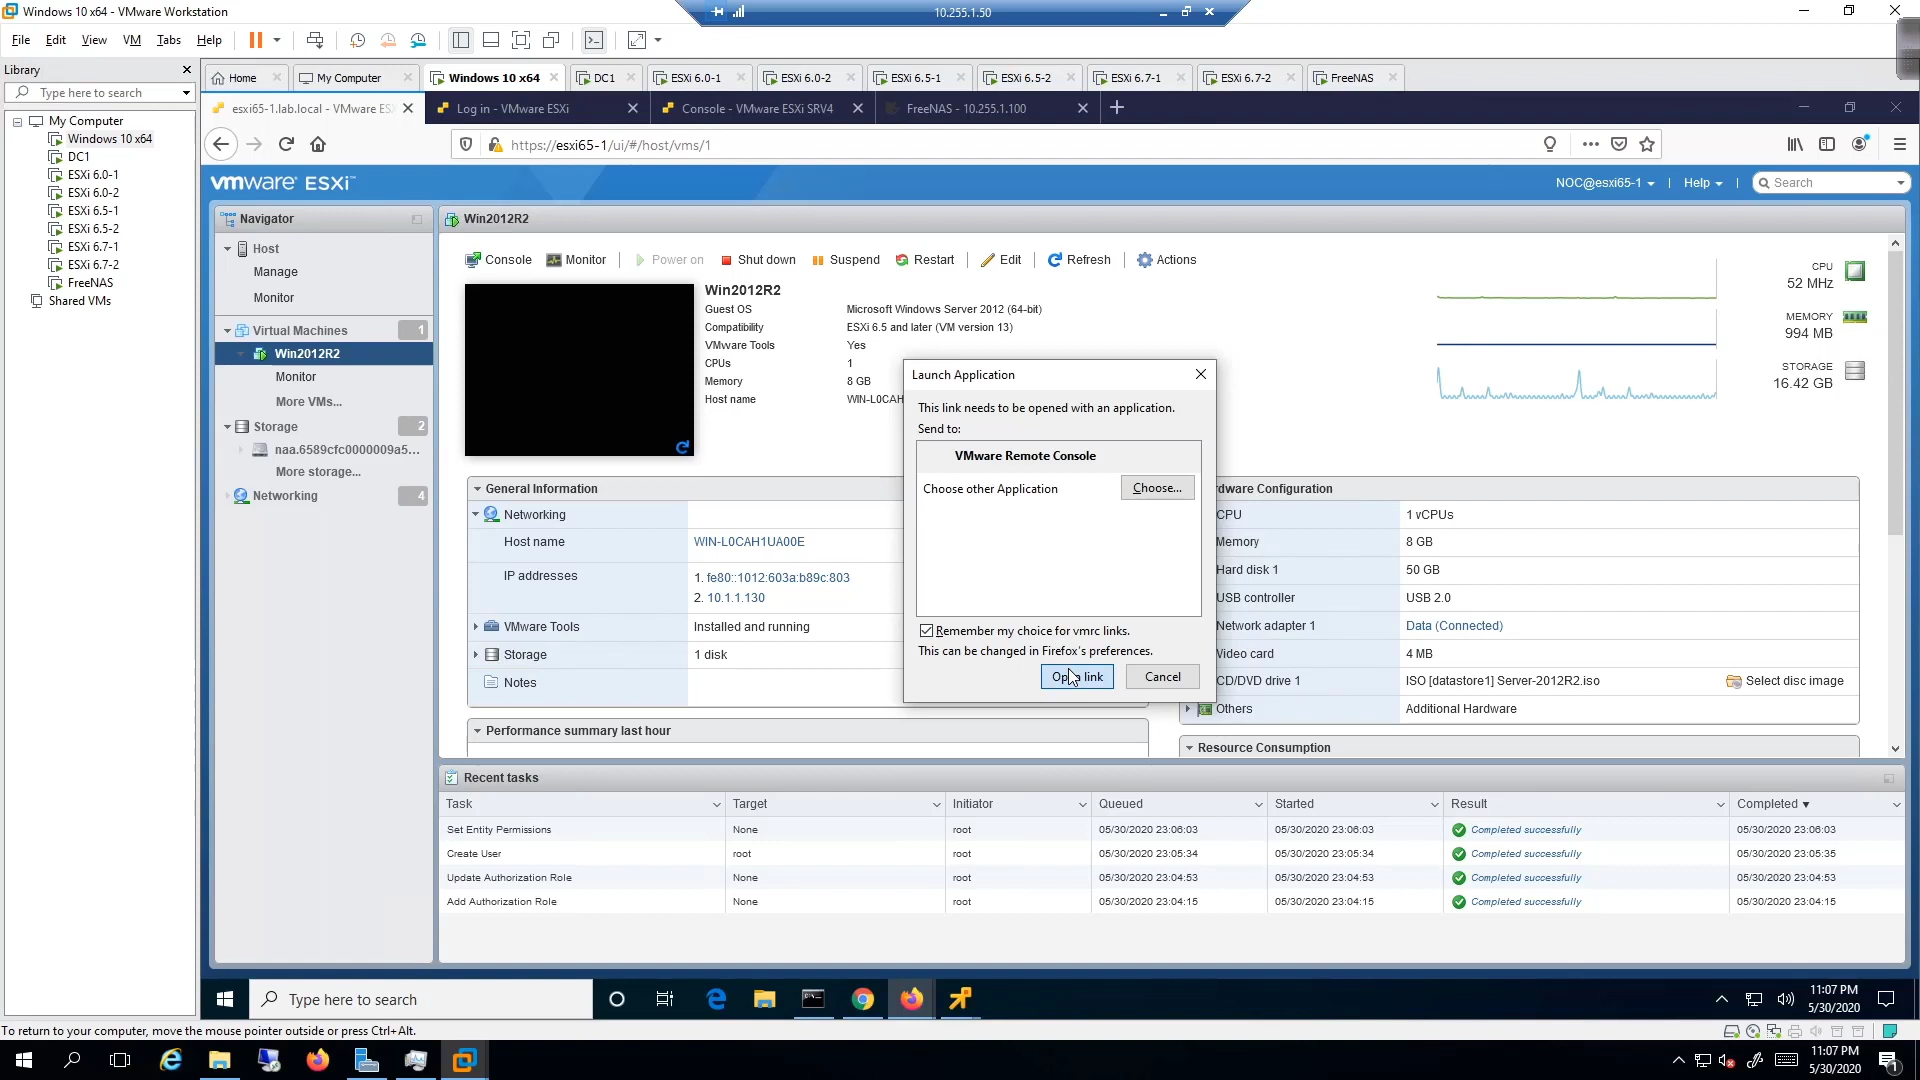 Windows 10 x64 - VMware Workstation
10.255.1.50
File Edit View VM Tabs Help
Library
Type here to search
My Computer
Windows 10 x64
DC1
ESXi 6.0-1
ESXi 6.0-2
ESXi 6.5-1
ESXi 6.5-2
ESXi 6.7-1
ESXi 6.7-2
FreeNAS
Shared VMs
Home My Computer Windows 10 x64 DC1 ESXi 6.0-1 ESXi 6.0-2 ESXi 6.5-1 ESXi 6.5-2 ESXi 6.7-1 ESXi 6.7-2 FreeNAS
esxi65-1.lab.local - VMware ES Log in - VMware ESXi Console - VMware ESXi SRV4 FreeNAS - 10.255.1.100
https://esxi65-1/ui/#/host/vms/1
vmware ESXi NOC@esxi65-1 | Help | Search
Navigator
Host
Manage
Monitor
Virtual Machines 1
Win2012R2
Monitor
More VMs...
Storage 2
naa.6589cfc0000009a5...
More storage...
Networking 4
Win2012R2
Console Monitor Power on Shut down Suspend Restart Edit Refresh Actions
Win2012R2
Guest OS Microsoft Windows Server 2012 (64-bit)
Compatibility ESXi 6.5 and later (VM version 13)
VMware Tools Yes
CPUs 1
Memory 8 GB
Host name WIN-L0CAH
CPU
52 MHz
MEMORY
994 MB
STORAGE
16.42 GB
Launch Application
This link needs to be opened with an application.
Send to:
VMware Remote Console
Choose other Application Choose...
Remember my choice for vmrc links.
This can be changed in Firefox's preferences.
Open link Cancel
General Information
Networking
Host name WIN-L0CAH1UA00E
IP addresses 1. fe80::1012:603a:b89c:803
2. 10.1.1.130
VMware Tools Installed and running
Storage 1 disk
Notes
Performance summary last hour
dware Configuration
CPU 1 vCPUs
Memory 8 GB
Hard disk 1 50 GB
USB controller USB 2.0
Network adapter 1 Data (Connected)
Video card 4 MB
CD/DVD drive 1 ISO [datastore1] Server-2012R2.iso Select disc image
Others Additional Hardware
Resource Consumption
Recent tasks
Task Target Initiator Queued Started Result Completed
Set Entity Permissions None root 05/30/2020 23:06:03 05/30/2020 23:06:03 Completed successfully 05/30/2020 23:06:03
Create User root root 05/30/2020 23:05:34 05/30/2020 23:05:34 Completed successfully 05/30/2020 23:05:35
Update Authorization Role None root 05/30/2020 23:04:53 05/30/2020 23:04:53 Completed successfully 05/30/2020 23:04:53
Add Authorization Role None root 05/30/2020 23:04:15 05/30/2020 23:04:15 Completed successfully 05/30/2020 23:04:15
Type here to search
11:07 PM
5/30/2020
To return to your computer, move the mouse pointer outside or press Ctrl+Alt.
11:07 PM
5/30/2020
1